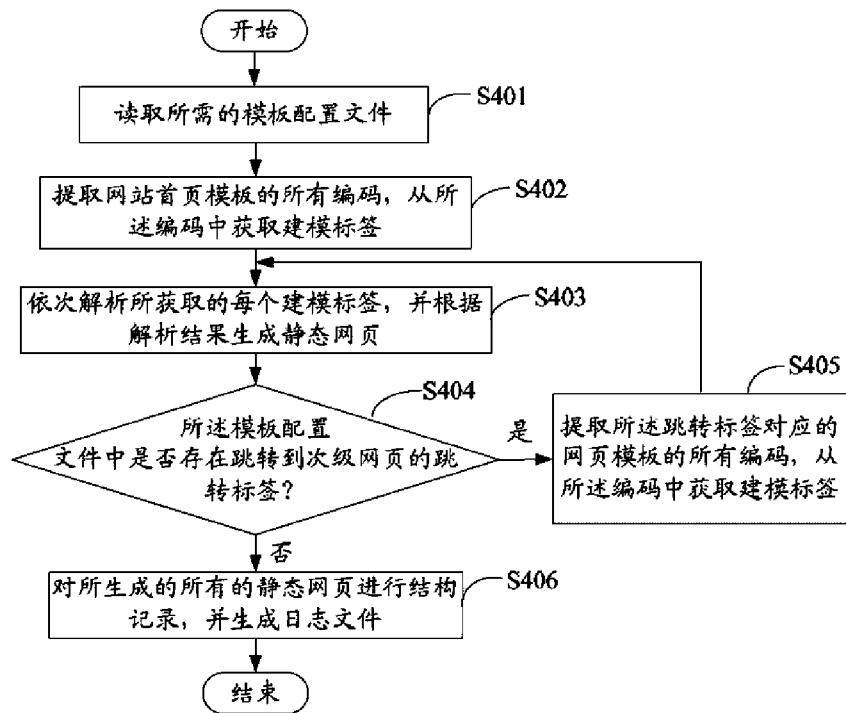 开始
读取所需的模板配置文件
S401
提取网站首页模板的所有编码，从所
述编码中获取建模标签
S402
依次解析所获取的每个建模标签，并根据
解析结果生成静态网页
S403
所述模板配置
文件中是否存在跳转到次级网页的跳
转标签？
S404
是
提取所述跳转标签对应的
网页模板的所有编码，从
所述编码中获取建模标签
S405
否
对所生成的所有的静态网页进行结构
记录，并生成日志文件
S406
结束